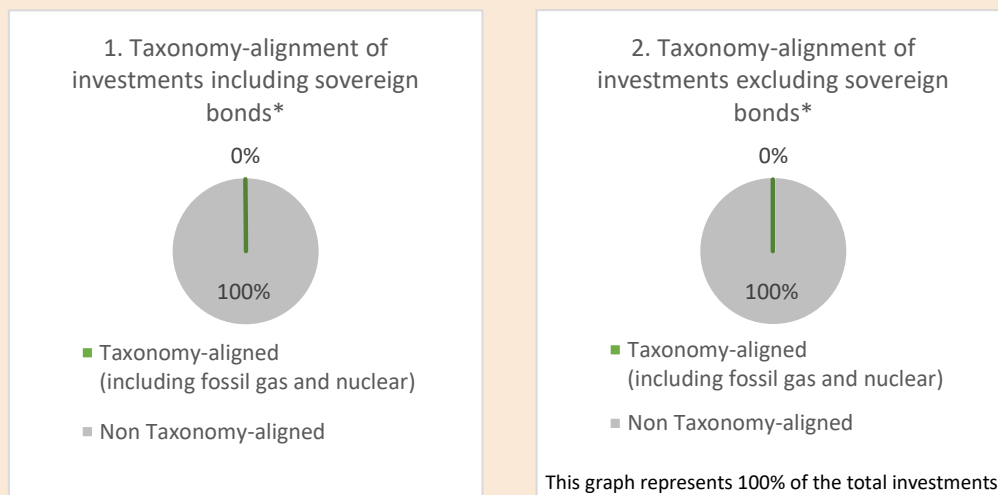 1. Taxonomy-alignment of
investments including sovereign
bonds*
0%
100%
Taxonomy-aligned
(including fossil gas and nuclear)
Non Taxonomy-aligned
2. Taxonomy-alignment of
investments excluding sovereign
bonds*
0%
100%
Taxonomy-aligned
(including fossil gas and nuclear)
Non Taxonomy-aligned
This graph represents 100% of the total investments